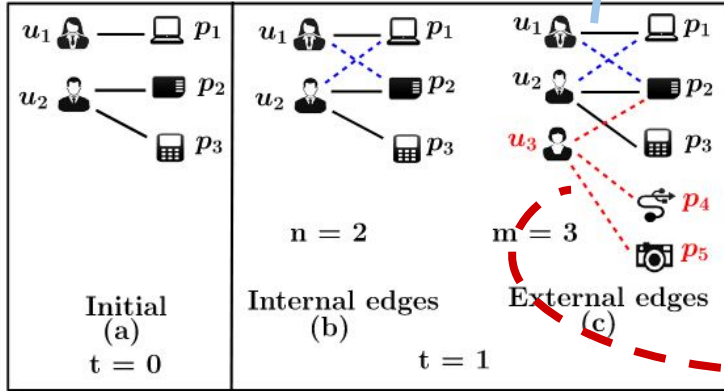 u1 p1
u2 p2
p3
Initial
(a)
t = 0
u1 p1
u2 p2
p3
n = 2
Internal edges
(b)
u1 p1
u2 p2
p3
u3
p4
p5
m = 3
External edges
(c)
t = 1